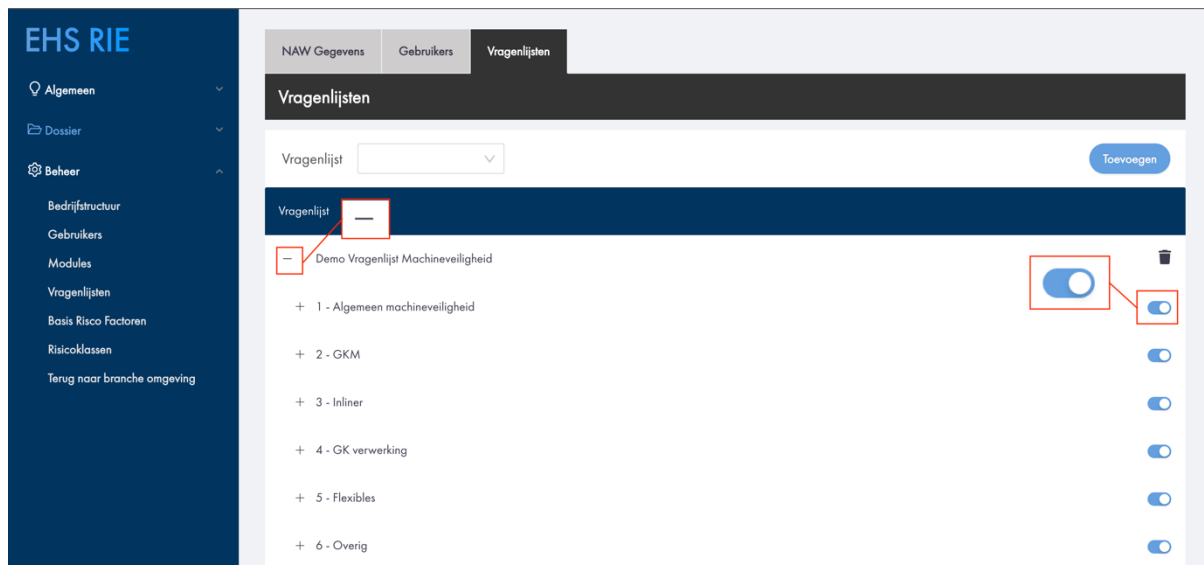 EHS RIE
Algemeen
Dossier
Beheer
Bedrijfstructuur
Gebruikers
Modules
Vragenlijsten
Basis Risco Factoren
Risicoklassen
Terug naar branche omgeving
NAW Gegevens Gebruikers Vragenlijsten
Vragenlijsten
Vragenlijst Toevoegen
Vragenlijst
Demo Vragenlijst Machineveiligheid
1 - Algemeen machineveiligheid
2 - GKM
3 - Inliner
4 - GK verwerking
5 - Flexibles
6 - Overig